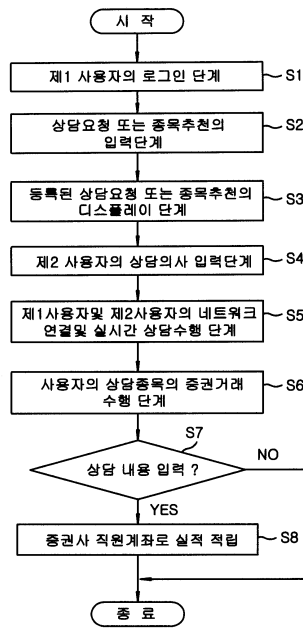 시 작
제1 사용자의 로그인 단계
S1
상담요청 또는 종목추천의
입력단계
S2
등록된 상담요청 또는 종목추천의
디스플레이 단계
S3
제2 사용자의 상담의사 입력단계
S4
제1사용자및 제2사용자의 네트워크
연결및 실시간 상담수행 단계
S5
사용자의 상담종목의 증권거래
수행 단계
S6
S7
상담 내용 입력 ?
NO
YES
증권사 직원계좌로 실적 적립
S8
종 료